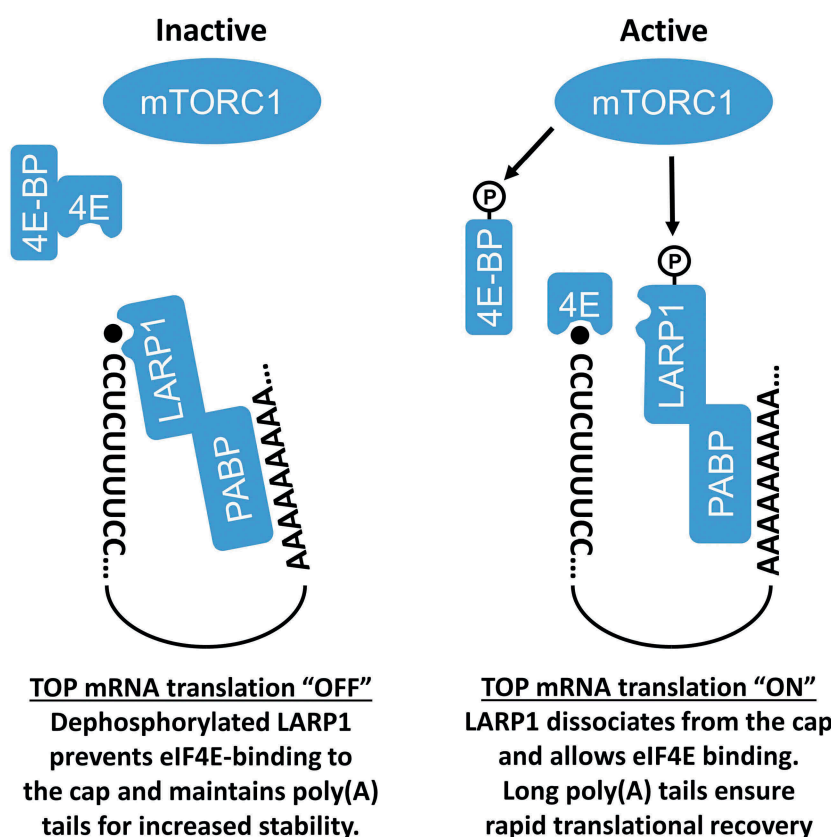 Inactive
mTORC1
4E-BP
4E
LARP1
PABP
CCUCUUUUCC...
AAAAAAAAA...
TOP mRNA translation “OFF”
Dephosphorylated LARP1
prevents eIF4E-binding to
the cap and maintains poly(A)
tails for increased stability.
Active
mTORC1
P
4E-BP
4E
P
LARP1
PABP
CCUCUUUUCC...
AAAAAAAAA...
TOP mRNA translation “ON”
LARP1 dissociates from the cap
and allows eIF4E binding.
Long poly(A) tails ensure
rapid translational recovery